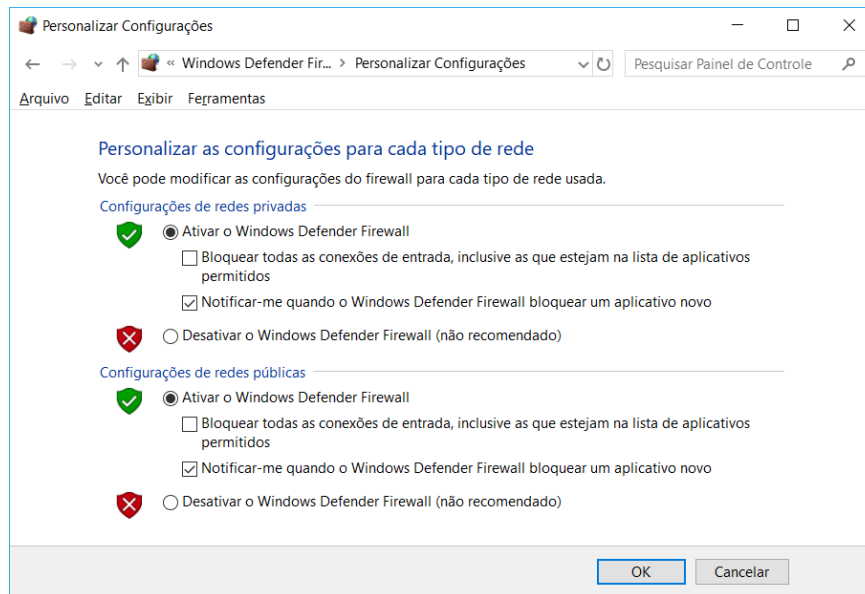 Personalizar Configurações
« Windows Defender Fir... > Personalizar Configurações
Pesquisar Painel de Controle
Arquivo Editar Exibir Ferramentas
Personalizar as configurações para cada tipo de rede
Você pode modificar as configurações do firewall para cada tipo de rede usada.
Configurações de redes privadas
Ativar o Windows Defender Firewall
Bloquear todas as conexões de entrada, inclusive as que estejam na lista de aplicativos
permitidos
Notificar-me quando o Windows Defender Firewall bloquear um aplicativo novo
Desativar o Windows Defender Firewall (não recomendado)
Configurações de redes públicas
Ativar o Windows Defender Firewall
Bloquear todas as conexões de entrada, inclusive as que estejam na lista de aplicativos
permitidos
Notificar-me quando o Windows Defender Firewall bloquear um aplicativo novo
Desativar o Windows Defender Firewall (não recomendado)
OK
Cancelar